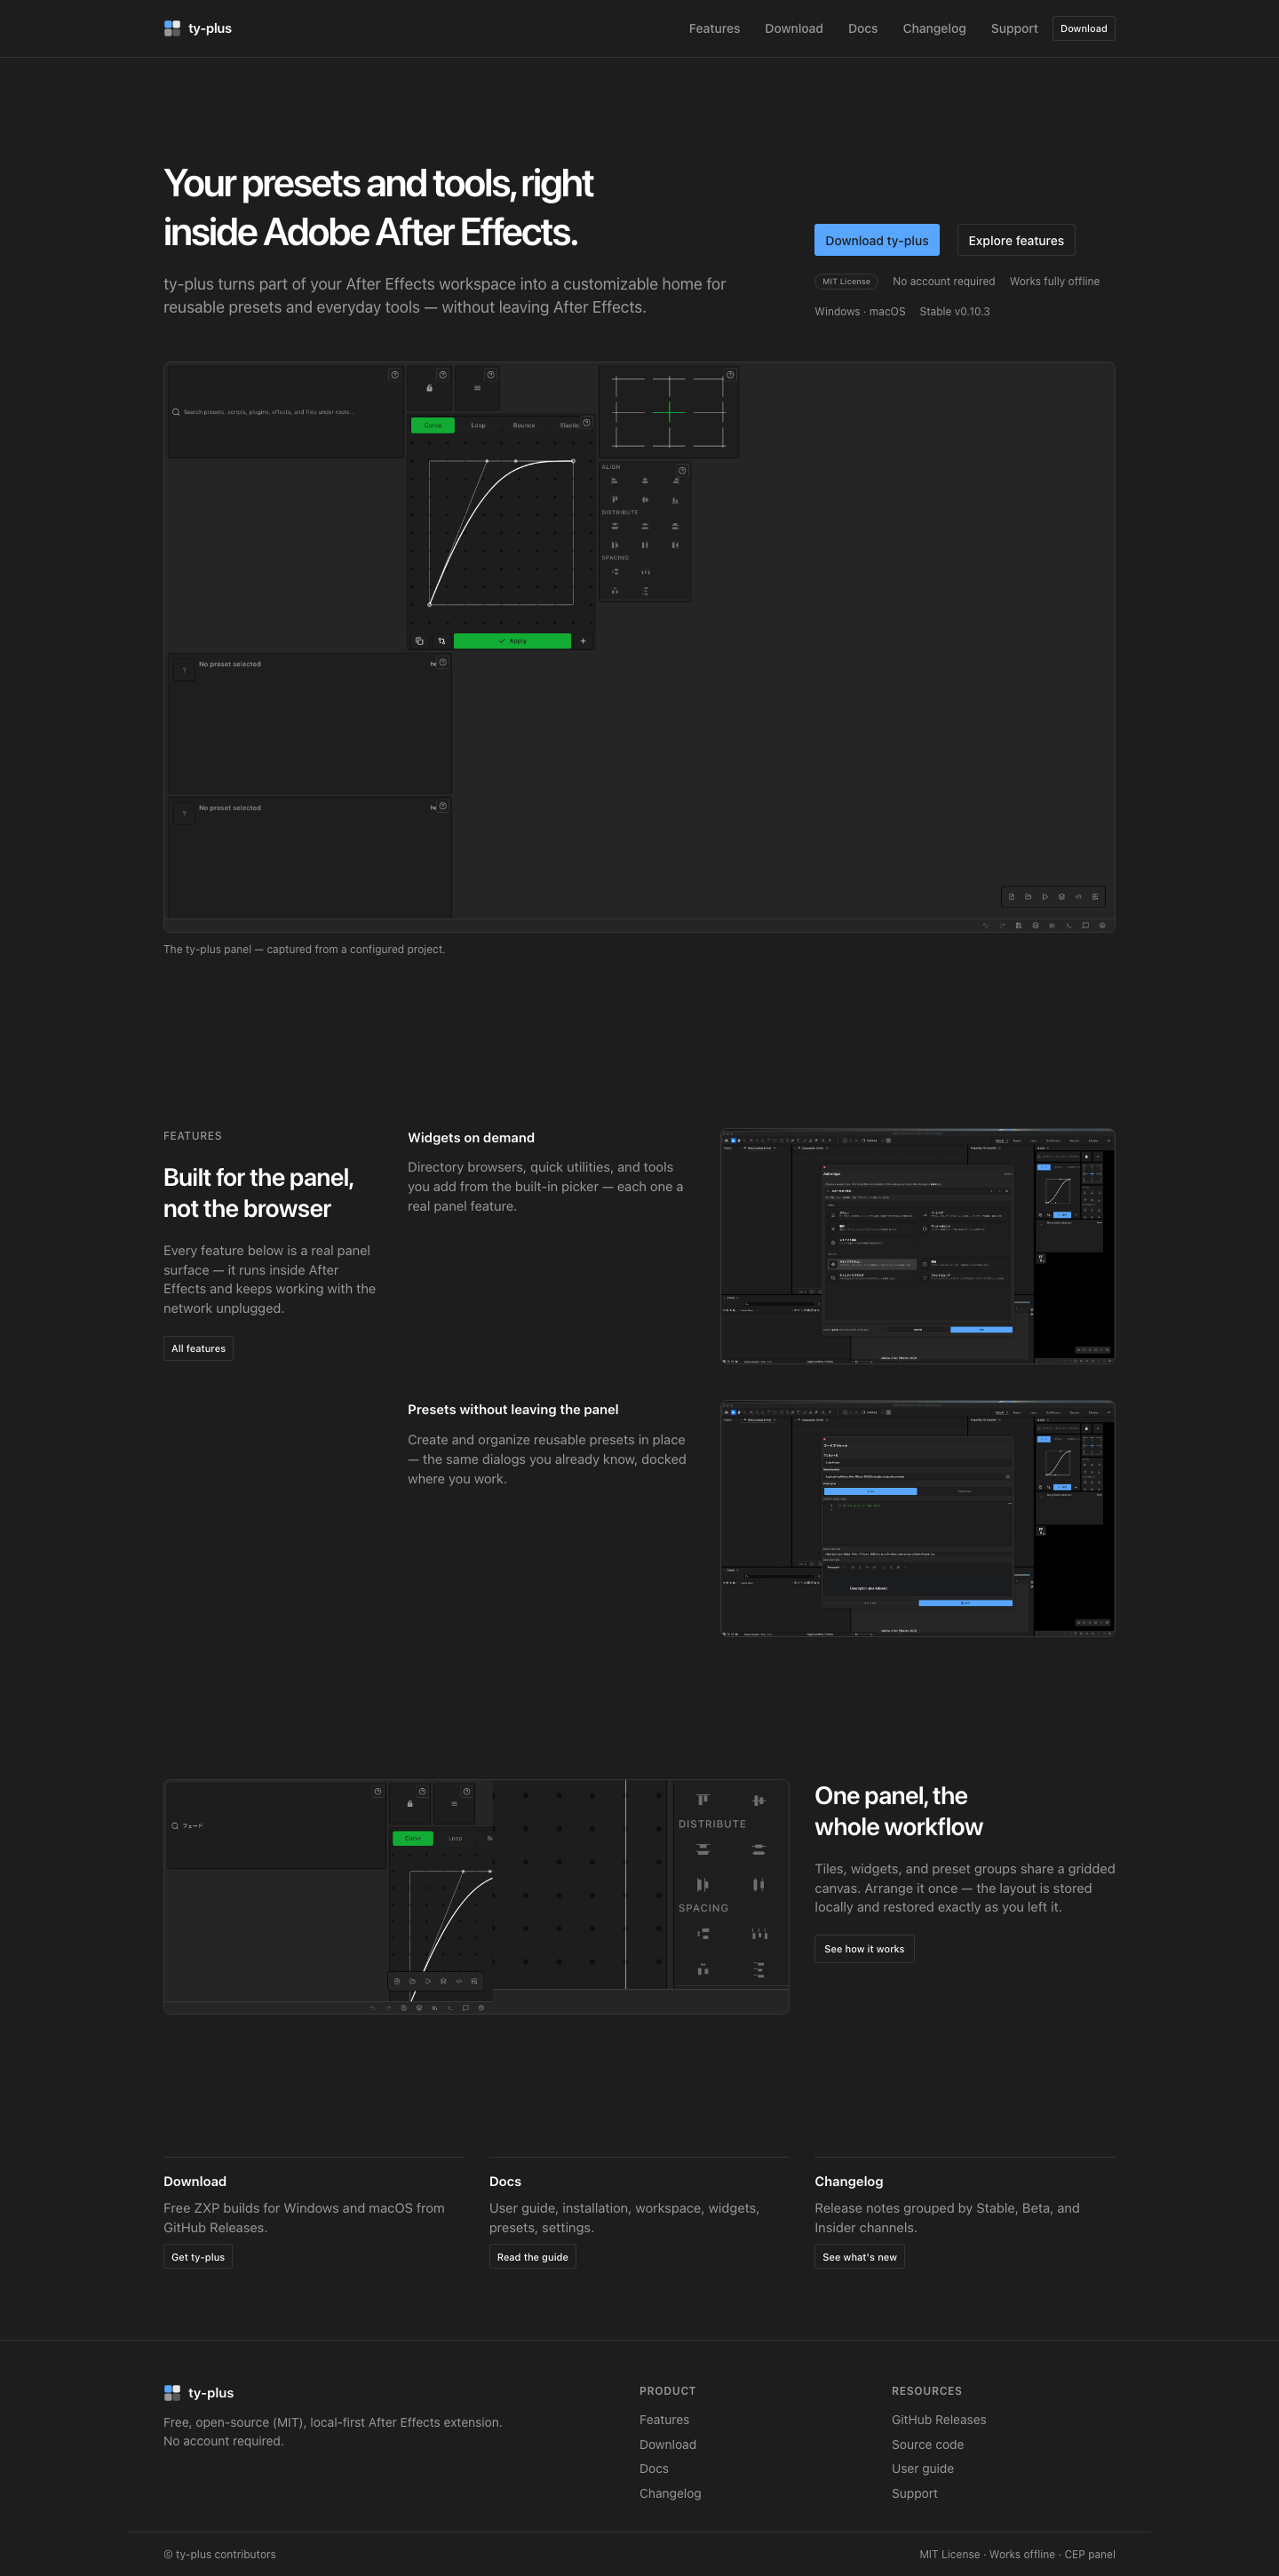 ty-plus
Features Download Docs Changelog Support Download
Your presets and tools, right
inside Adobe After Effects.
ty-plus turns part of your After Effects workspace into a customizable home for
reusable presets and everyday tools — without leaving After Effects.
Download ty-plus Explore features
MIT License No account required Works fully offline
Windows · macOS Stable v0.10.3
Search presets, scripts, plugins, effects, and files under roots...
Curve Loop Bounce Elastic
ALIGN
DISTRIBUTE
SPACING
Apply
No preset selected
No preset selected
The ty-plus panel — captured from a configured project.
FEATURES
Built for the panel,
not the browser
Every feature below is a real panel
surface — it runs inside After
Effects and keeps working with the
network unplugged.
All features
Widgets on demand
Directory browsers, quick utilities, and tools
you add from the built-in picker — each one a
real panel feature.
Presets without leaving the panel
Create and organize reusable presets in place
— the same dialogs you already know, docked
where you work.
フェード
Curve Loop
DISTRIBUTE
SPACING
One panel, the
whole workflow
Tiles, widgets, and preset groups share a gridded
canvas. Arrange it once — the layout is stored
locally and restored exactly as you left it.
See how it works
Download
Free ZXP builds for Windows and macOS from
GitHub Releases.
Get ty-plus
Docs
User guide, installation, workspace, widgets,
presets, settings.
Read the guide
Changelog
Release notes grouped by Stable, Beta, and
Insider channels.
See what's new
ty-plus
Free, open-source (MIT), local-first After Effects extension.
No account required.
PRODUCT
Features
Download
Docs
Changelog
RESOURCES
GitHub Releases
Source code
User guide
Support
© ty-plus contributors
MIT License · Works offline · CEP panel